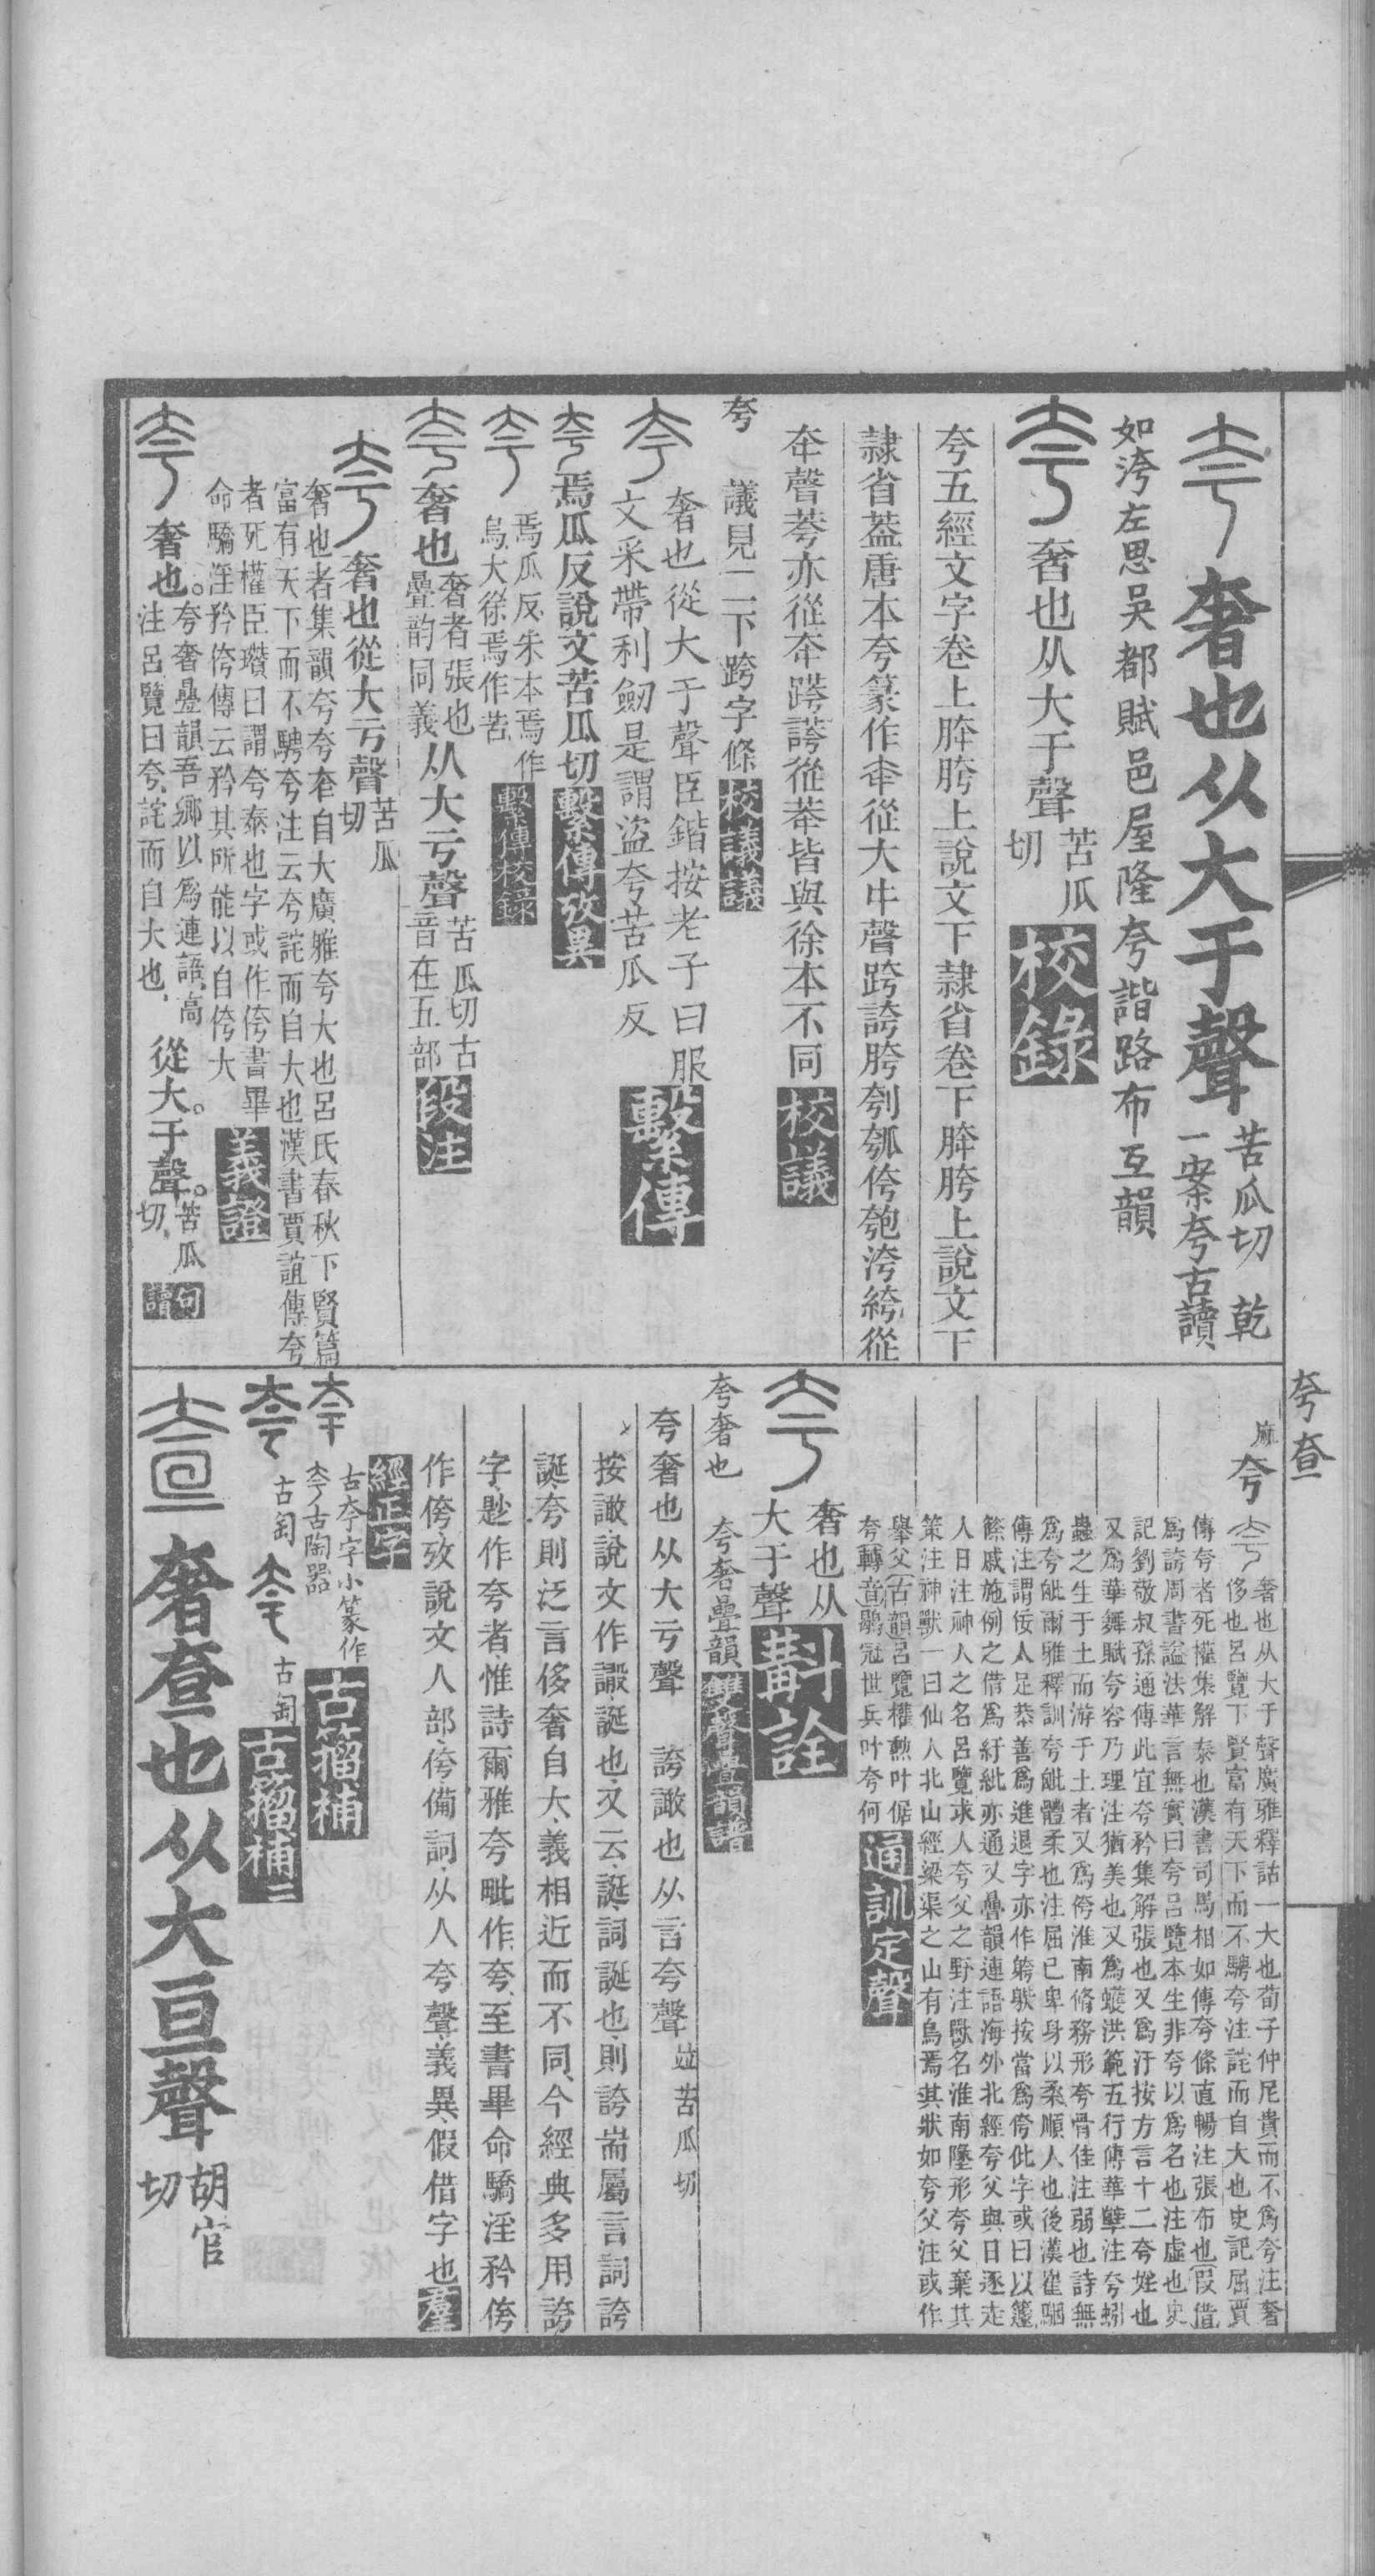 夸査
奢也从大于聲苦瓜切　乾
一案夸古讀
如洿左思吳都賦邑屋隆夸諧路布互韻
奢也从大于聲苦瓜切校錄
夸五經文字卷上胯胯上說文下隸省卷下胯胯上說文下
隸省葢唐本夸篆作㚏從大㐄聲跨誇胯刳瓠侉匏洿絝從
夲聲荂亦從夲
皆與徐本不同校議
夸　議見二下跨字條校議議
奢也從大于聲臣鍇按老子曰服
文采帶利劒是謂盜夸苦瓜反繫傳
焉瓜反說文苦瓜切繫傳攷異
焉瓜反朱本焉作
烏大徐焉作苦繫傳校錄
奢也奢者張也
疊韵同義从大亏聲苦瓜切古
音在五部段注
奢也從大亏聲苦瓜切
奢也者集韻夸夸奓自大廣雅夸大也呂氏春秋下賢篇
富有天下而不騁夸注云夸詫而自大也漢書賈誼傳夸
者死權臣瓚曰謂夸泰也字或作侉書畢
命驕淫矜侉傳云矜其所能以自侉大義證
奢也。夸奢疊韻吾鄉以爲連語高
注呂覽曰夸詫而自大也從大。于聲。苦瓜切句讀
麻
夸
奢也从大于聲廣雅釋詁一大也荀子仲尼貴而不爲夸注奢
侈也呂覽下賢富有天下而不騁夸注詫而自大也史記屈賈
傳夸者死權集解泰也漢書司馬相如傳夸條直暢注張布也叚借
爲誇周書謚法華言無實曰夸呂覽本生非夸以爲名也注虛也史
記劉敬叔孫通傳此宜夸矜集解張也又爲汙按方言十二夸婬也
又爲華舞賦夸容乃理注猶美也又爲蠖洪範五行傳華孽注夸蚓
蟲之生于土而游于土者又爲侉淮南脩務形夸骨佳注弱也詩無
爲夸毗爾雅釋訓夸毗體柔也注屈己卑身以柔順人也後漢崔駰
傳注謂佞人足恭善爲進退字亦作躳躰按當爲侉仳字或曰以籧
篨戚施例之借爲紆紕亦通又疊韻連語海外北經夸父與日逐走
人日注神人之名呂覽求人夸父之野注獸名淮南墬形夸父棄其
策注神獸一曰仙人北山經梁渠之山有鳥焉其狀如夸父注或作
舉父古韻呂覽權勳叶倨
夸轉音鶡冠世兵叶夸何通訓定聲
奢也从
大于聲斠詮
夸奢也　夸奢疊韻雙聲疊韻譜
夸奢也从大亏聲　誇譀也从言夸聲竝苦瓜切
按譀說文作諏誕也又云誕詞誕也則誇耑屬言詞誇
誕夸則泛言侈奢自大義相近而不同今經典多用誇
字尟作夸者惟詩爾雅夸毗作夸至書畢命驕淫矜侉
作侉攷說文人部侉備詞从人夸聲義異假借字也羣
經正字
古夸字小篆作
夸古陶器古籀補
古匋　古匋古籀補二
奢査也从大亘聲胡官切